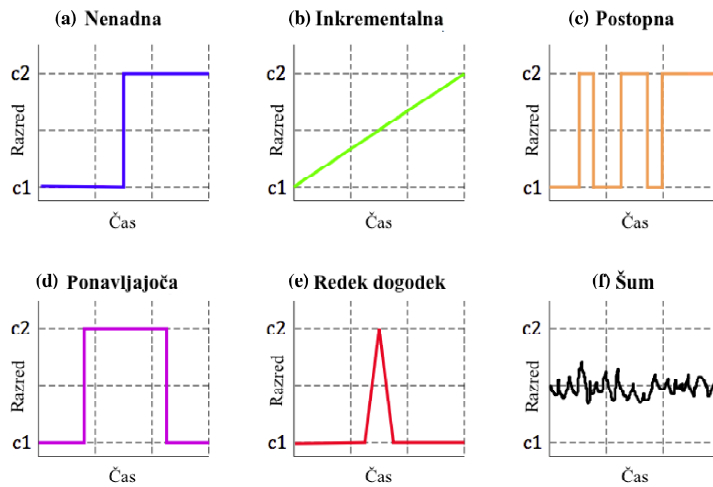 (a) Nenadna
(b) Inkrementalna
(c) Postopna
c2
Razred
c1
Čas
c2
Razred
c1
Čas
c2
Razred
c1
Čas
(d) Ponavljajoča
(e) Redek dogodek
(f) Šum
c2
Razred
c1
Čas
c2
Razred
c1
Čas
c2
Razred
c1
Čas